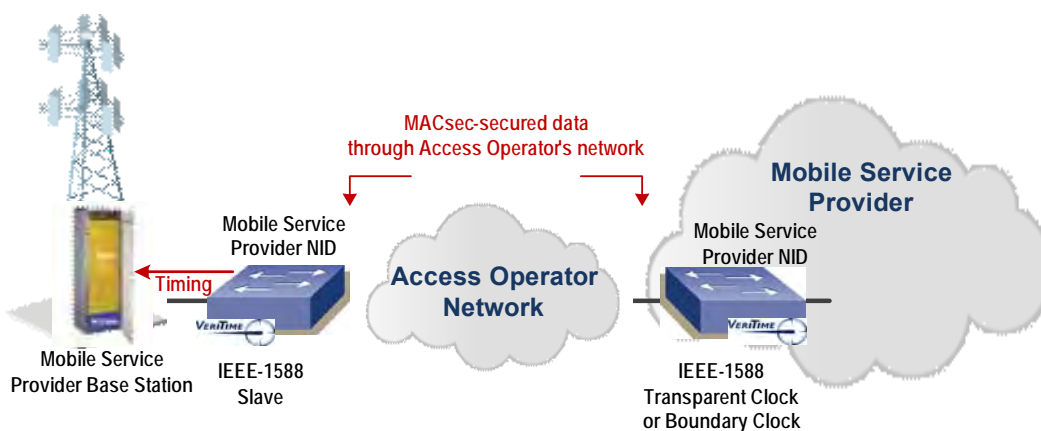 MACsec-secured data
through Access Operator's network
Mobile Service
Provider
Mobile Service
Provider NID
Mobile Service
Provider NID
Access Operator
Network
Timing
VERITIME
VERITIME
Mobile Service
Provider Base Station
IEEE-1588
Slave
IEEE-1588
Transparent Clock
or Boundary Clock